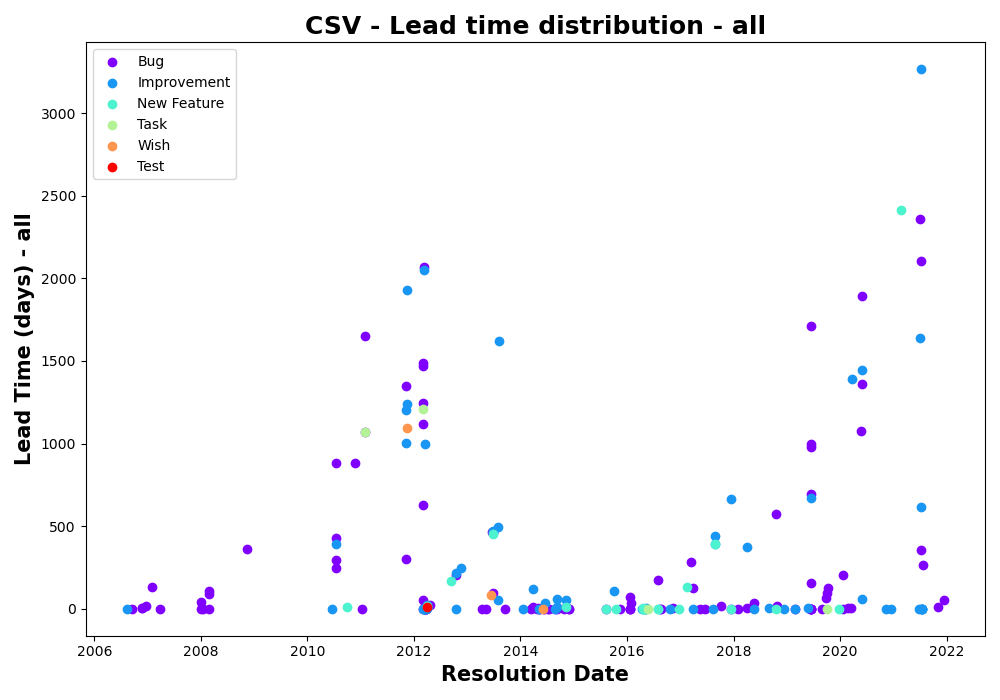 CSV - Lead time distribution - all
Bug
Improvement
New Feature
Task
Wish
Test
Lead Time (days) - all
3000
2500
2000
1500
1000
500
0
2006 2008 2010 2012 2014 2016 2018 2020 2022
Resolution Date